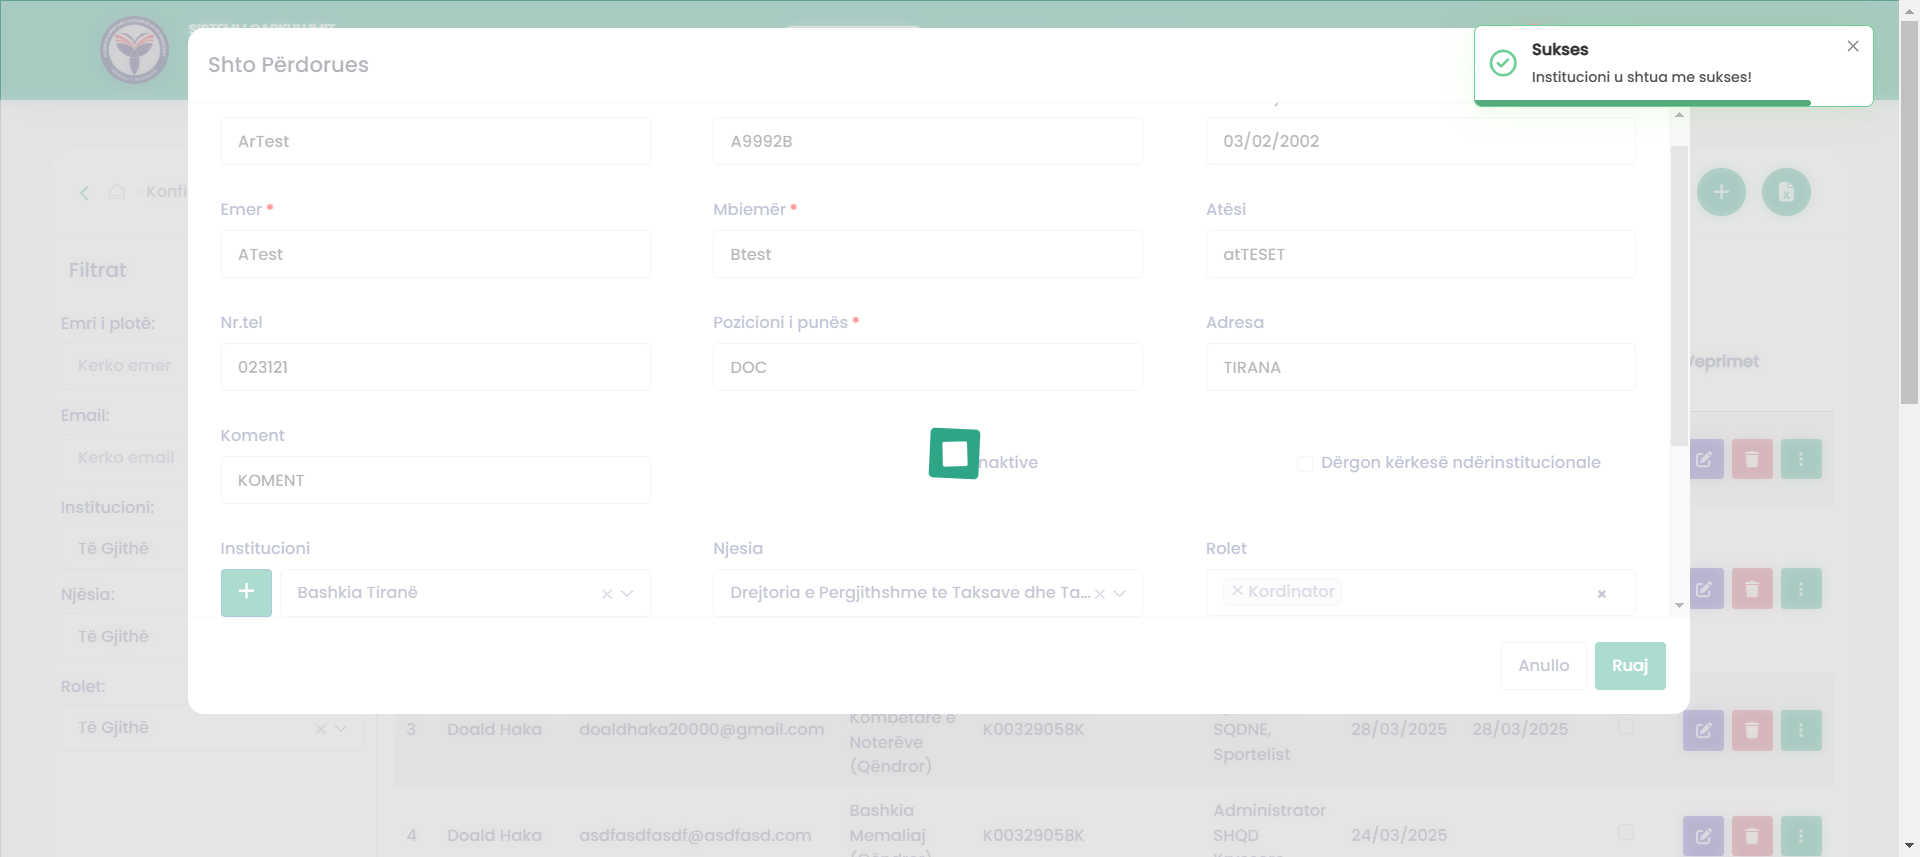 Shto Përdorues
Sukses
Institucioni u shtua me sukses!
ArTest
A9992B
03/02/2002
Emer *
Mbiemër *
Atësi
ATest
Btest
atTESET
Nr.tel
Pozicioni i punës *
Adresa
023121
DOC
TIRANA
Koment
naktive
Dërgon kërkesë ndërinstitucionale
KOMENT
Institucioni
Njesia
Rolet
Bashkia Tiranë
Drejtoria e Pergjithshme te Taksave dhe Ta...
Kordinator
Anullo
Ruaj
Konfi
Filtrat
Emri i plotë:
Kerko emer
Email:
Kerko email
Institucioni:
Të Gjithë
Njësia:
Të Gjithë
Rolet:
Të Gjithë
Veprimet
3
Doald Haka
doaldhaka20000@gmail.com
Kombëtare e
Noterëve
(Qëndror)
K00329058K
SQDNE,
Sportelist
28/03/2025
28/03/2025
4
Doald Haka
asdfasdfasdf@asdfasd.com
Bashkia
Memaliaj
K00329058K
Administrator
SHQD
24/03/2025